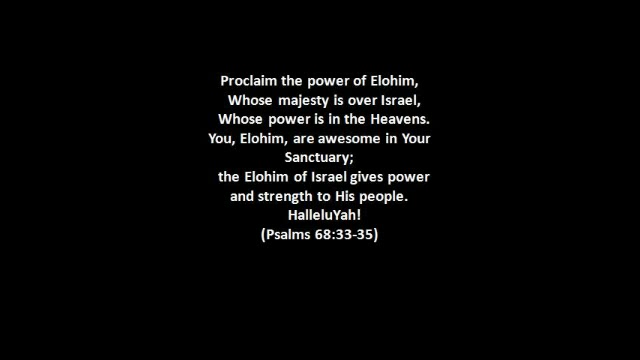 Proclaim the power of Elohim,
Whose majesty is over Israel,
Whose power is in the Heavens.
You, Elohim, are awesome in Your
Sanctuary;
the Elohim of Israel gives power
and strength to His people.
HalleluYah!
(Psalms 68:33-35)